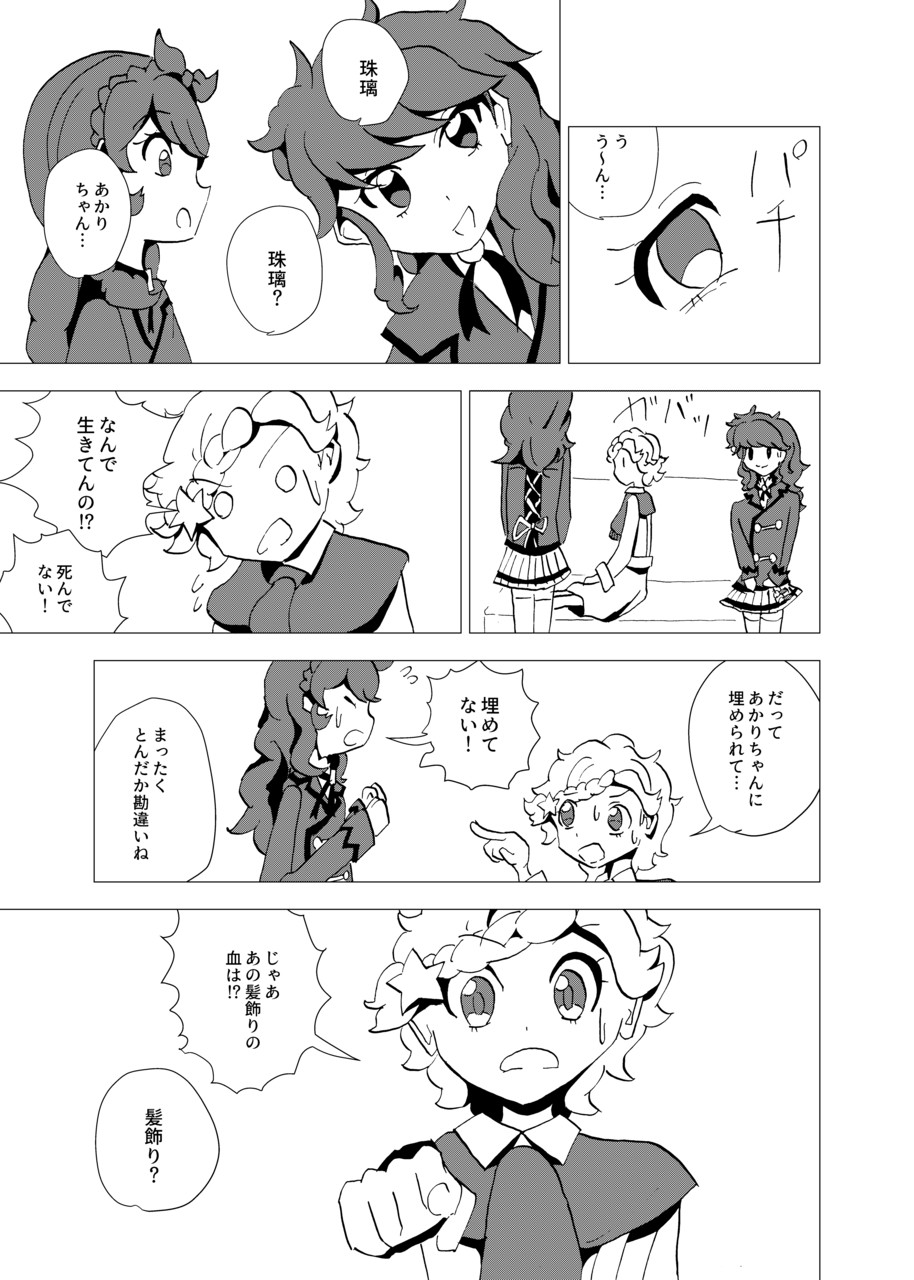 パチ
う
う〜ん…
珠璃
珠璃？
あかり
ちゃん…
ガバッ
なんで
生きてんの!?
死んで
ない！
だって
あかりちゃんに
埋められて…
埋めて
ない！
まったく
とんだか勘違いね
じゃあ
あの髪飾りの
血は!?
髪飾り？